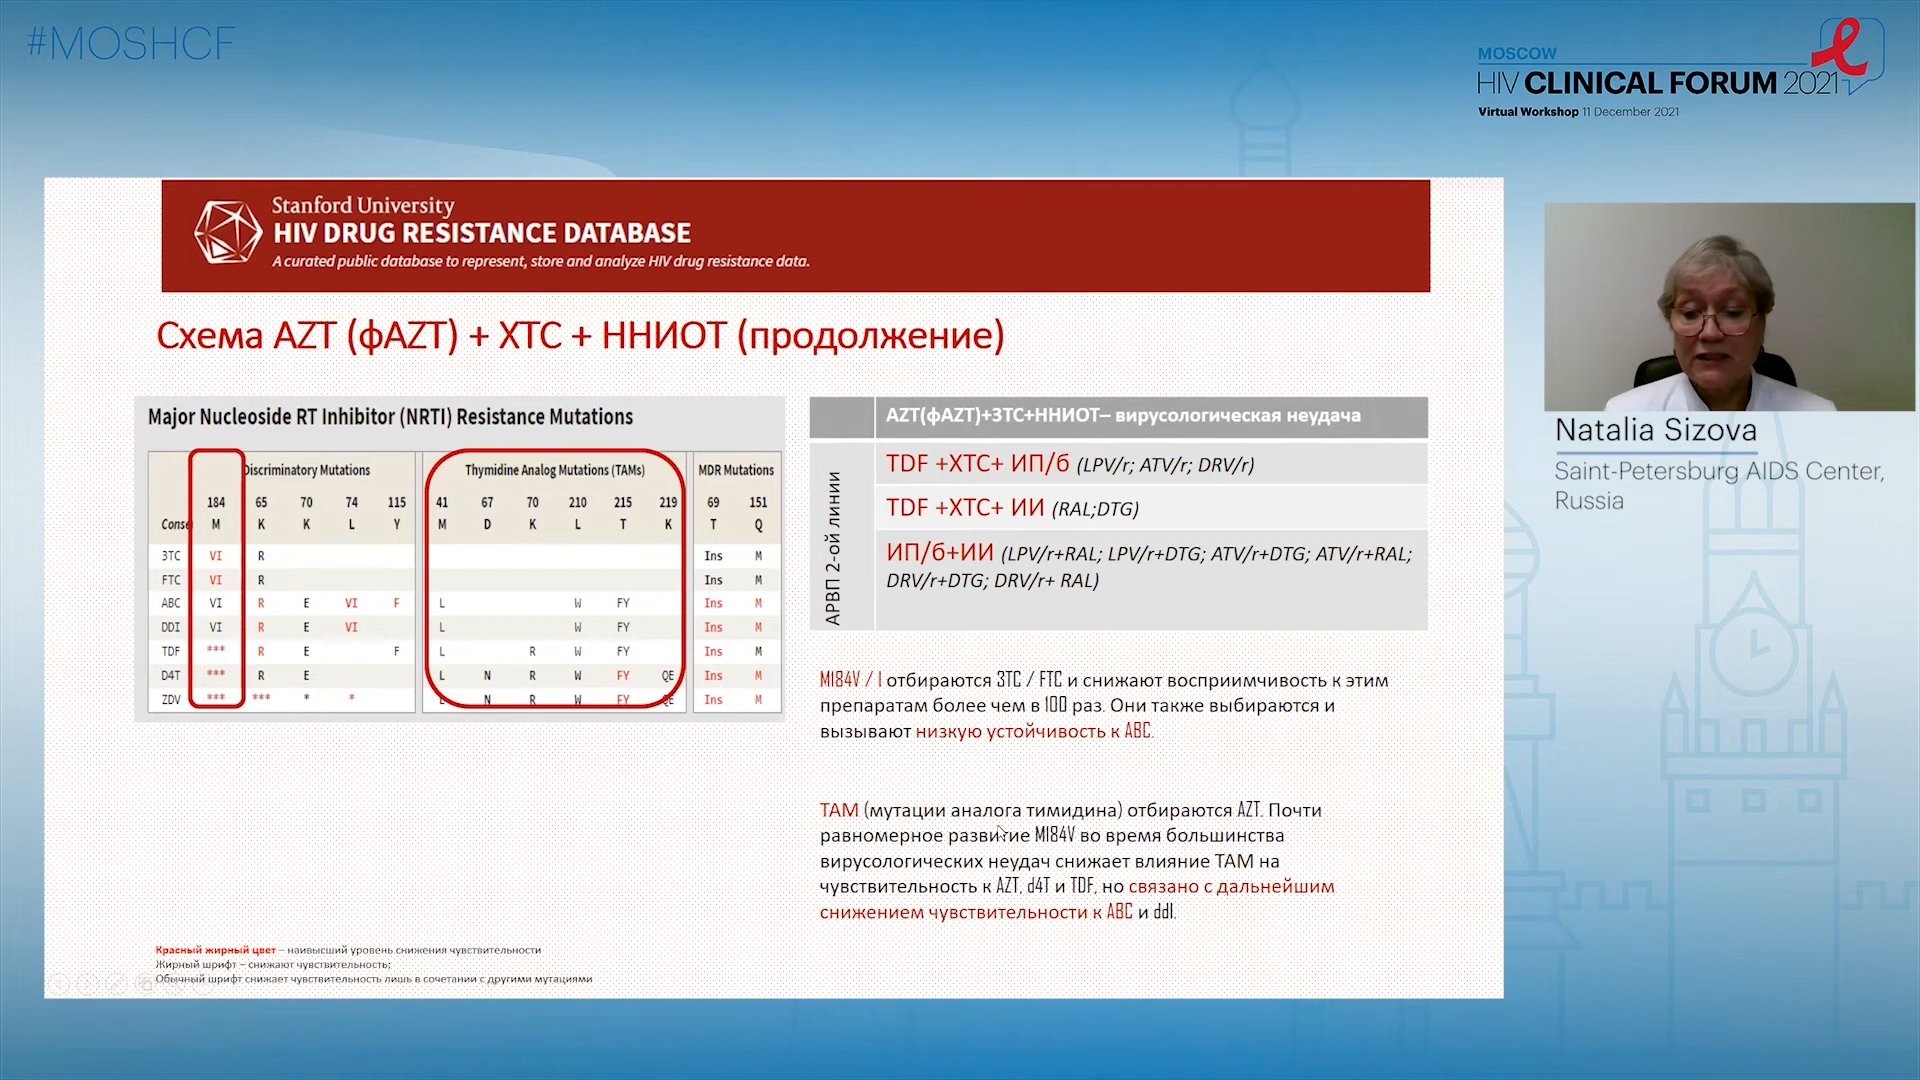 #MOSHCF
MOSCOW
HIV CLINICAL FORUM 2021
Virtual Workshop 11 December 2021
Stanford University
HIV DRUG RESISTANCE DATABASE
A curated public database to represent, store and analyze HIV drug resistance data.
Схема AZT (фAZT) + XTC + ННИОТ (продолжение)
Major Nucleoside RT Inhibitor (NRTI) Resistance Mutations
Discriminatory Mutations Thymidine Analog Mutations (TAMs) MDR Mutations
184 65 70 74 115 41 67 70 210 215 219 69 151
Conse M K K L Y M D K L T K T Q
3TC VI R Ins M
FTC VI R Ins M
ABC VI R E VI F L W FY Ins M
DDI VI R E VI L W FY Ins M
TDF *** R E F L R W FY Ins M
D4T *** R E L N R W FY QE Ins M
ZDV *** *** * * L N R W FY QE Ins M
AZT(фAZT)+3TC+ННИОТ– вирусологическая неудача
АРВП 2-ой линии
TDF +XTC+ ИП/б (LPV/r; ATV/r; DRV/r)
TDF +XTC+ ИИ (RAL;DTG)
ИП/б+ИИ (LPV/r+RAL; LPV/r+DTG; ATV/r+DTG; ATV/r+RAL;
DRV/r+DTG; DRV/r+ RAL)
M184V / I отбираются 3TC / FTC и снижают восприимчивость к этим
препаратам более чем в 100 раз. Они также выбираются и
вызывают низкую устойчивость к ABC.
ТАМ (мутации аналога тимидина) отбираются AZT. Почти
равномерное развитие M184V во время большинства
вирусологических неудач снижает влияние ТАМ на
чувствительность к AZT, d4T и TDF, но связано с дальнейшим
снижением чувствительности к ABC и ddI.
Красный жирный цвет – наивысший уровень снижения чувствительности
Жирный шрифт – снижают чувствительность;
Обычный шрифт снижает чувствительность лишь в сочетании с другими мутациями
Natalia Sizova
Saint-Petersburg AIDS Center,
Russia